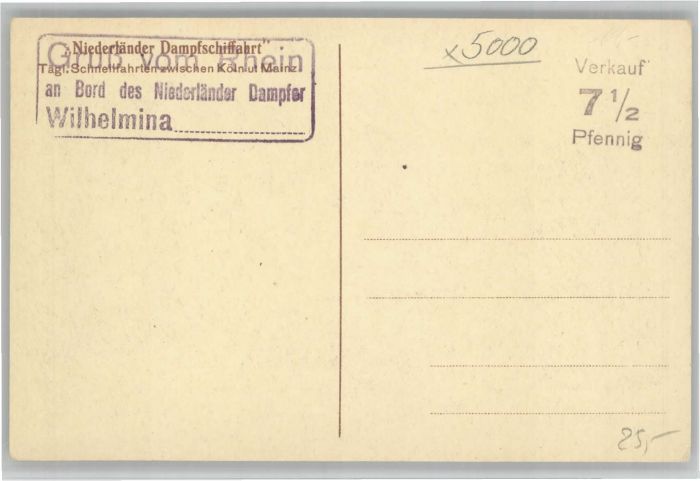 „Niederländer Dampfschiffahrt"
Gruß vom Rhein
Tägl. Schnellfahrten zwischen Köln u. Mainz
an Bord des Niederländer Dampfer
Wilhelmina
x5000
Verkauf
7 ½
Pfennig
25,-